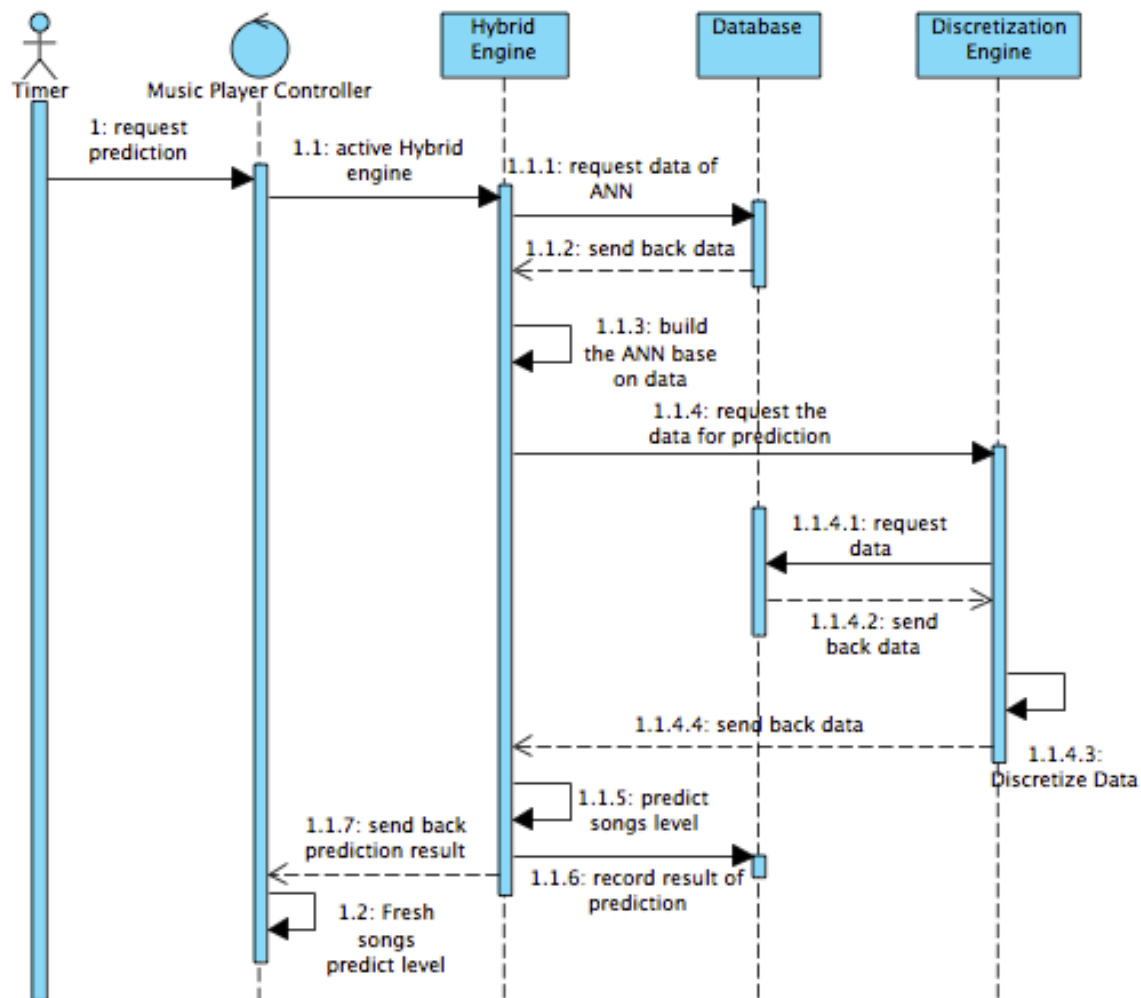 Hybrid
Engine
Database
Discretization
Engine
Timer
Music Player Controller
1: request
prediction
1.1: active Hybrid
engine
1.1.1: request data of
ANN
1.1.2: send back data
1.1.3: build
the ANN base
on data
1.1.4: request the
data for prediction
1.1.4.1: request
data
1.1.4.2: send
back data
1.1.4.4: send back data
1.1.4.3:
Discretize Data
1.1.5: predict
songs level
1.1.7: send back
prediction result
1.1.6: record result of
prediction
1.2: Fresh
songs
predict level